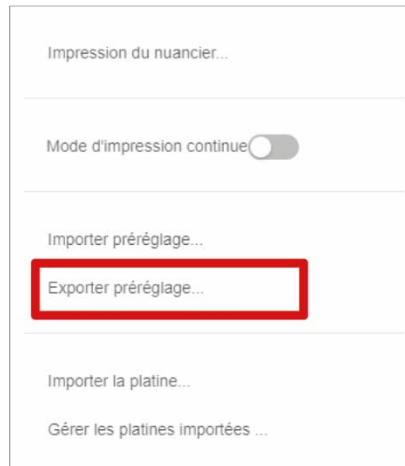 Impression du nuancier...
Mode d'impression continue
Importer préréglage...
Exporter préréglage...
Importer la platine...
Gérer les platines importées ...